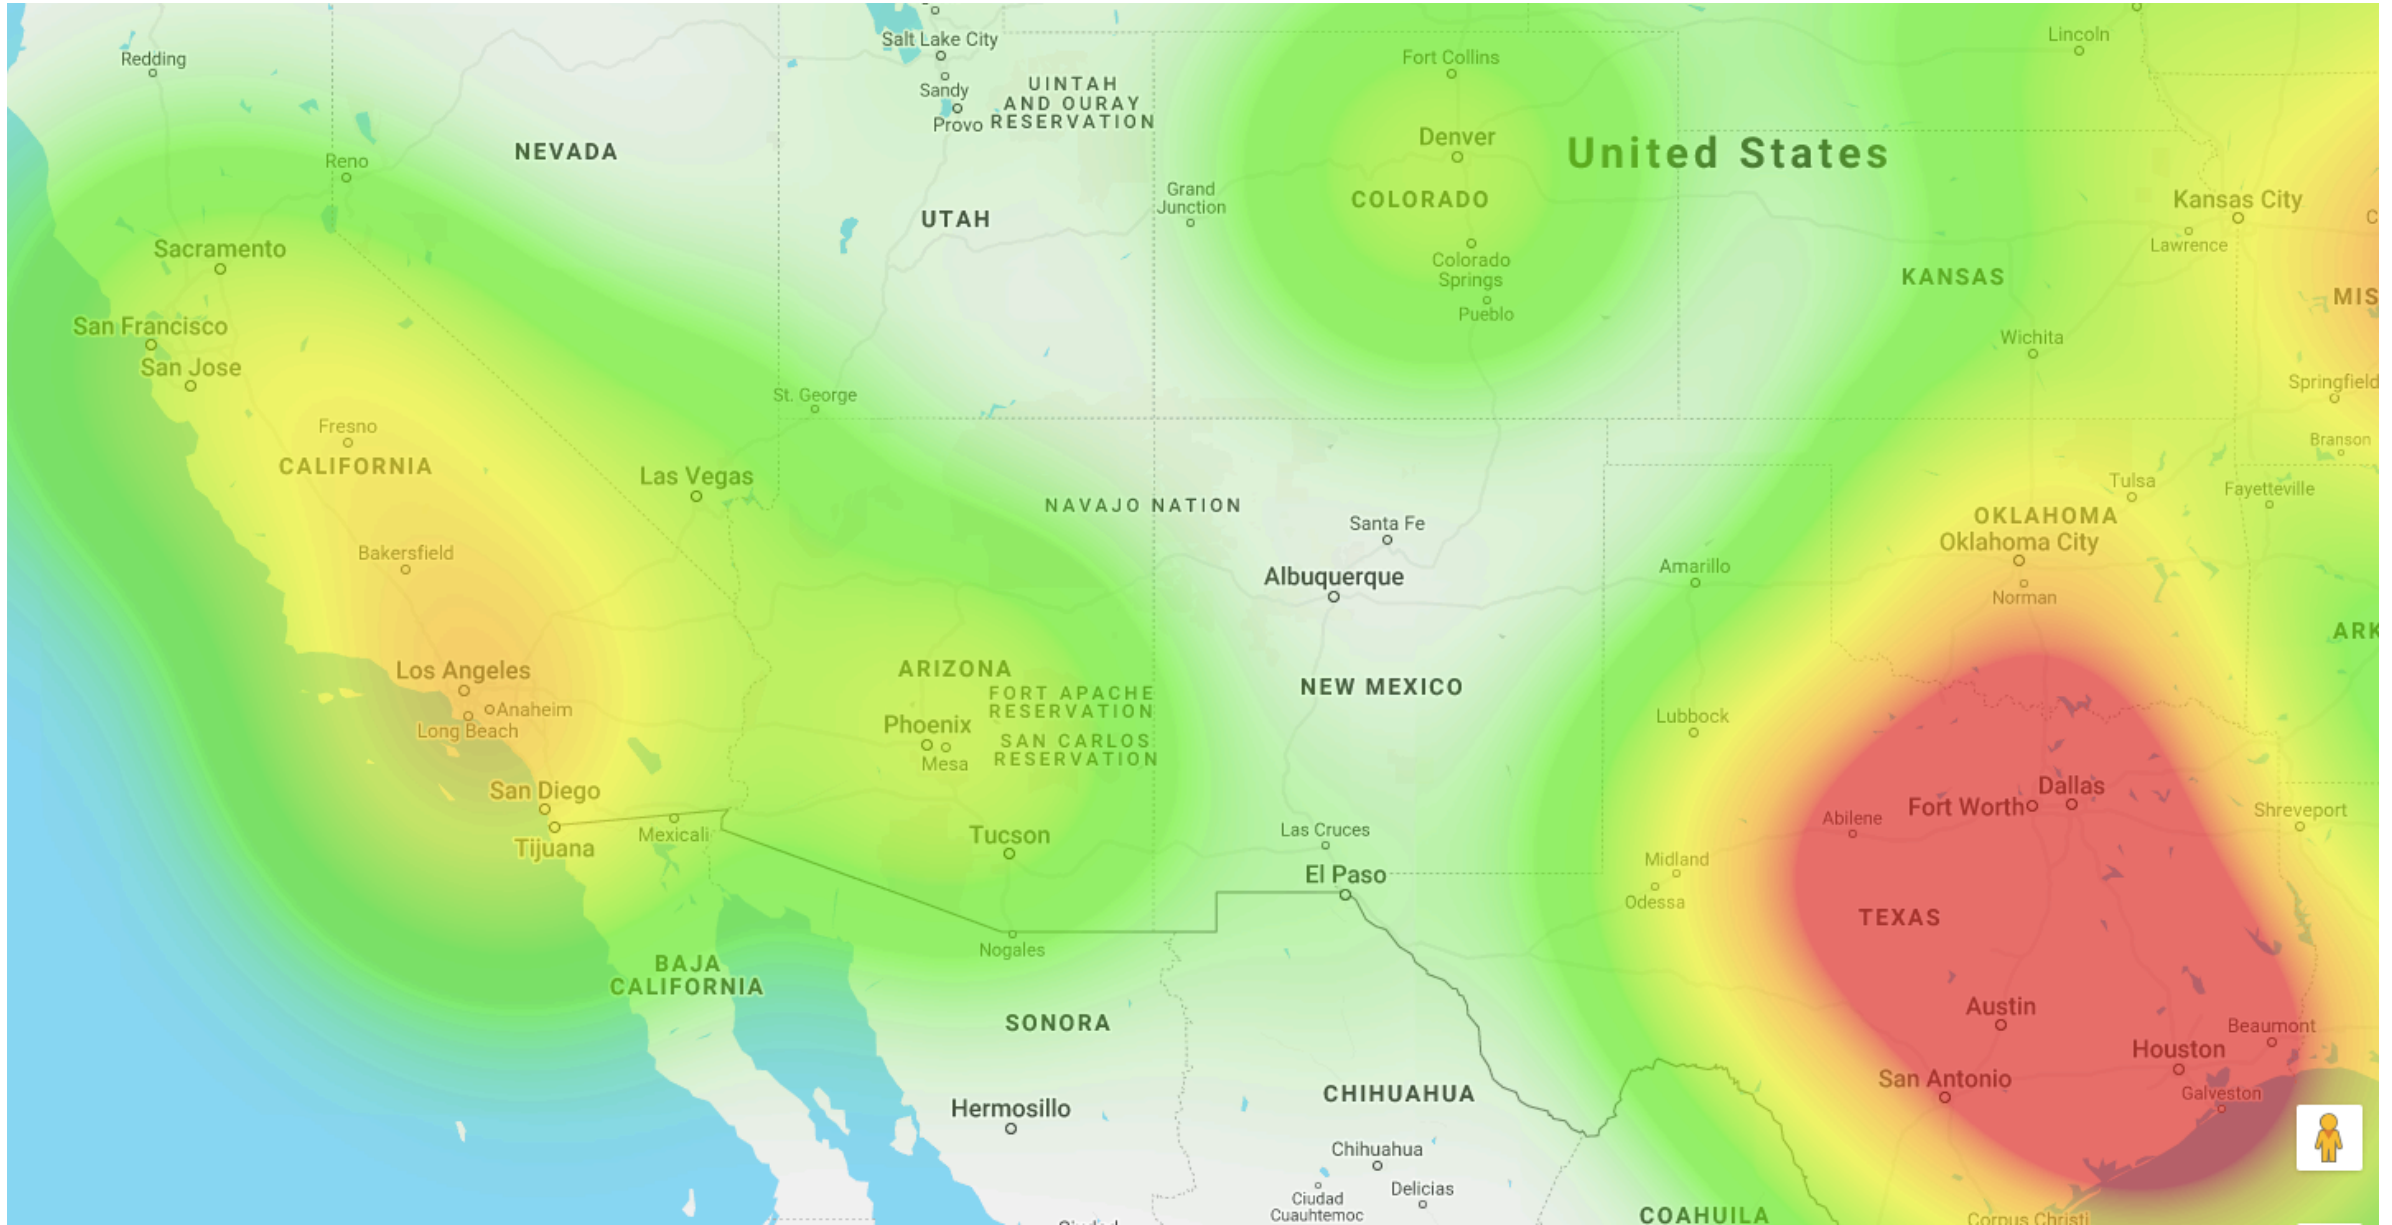 Redding
Salt Lake City
Sandy
Provo
UINTAH
AND OURAY
RESERVATION
Fort Collins
Lincoln
NEVADA
Reno
Denver
United States
Grand
Junction
UTAH
COLORADO
Kansas City
Lawrence
Sacramento
Colorado
Springs
Pueblo
KANSAS
MIS
San Francisco
San Jose
Wichita
Springfield
St. George
Fresno
CALIFORNIA
Branson
Las Vegas
Tulsa
Fayetteville
NAVAJO NATION
Santa Fe
OKLAHOMA
Oklahoma City
Bakersfield
Albuquerque
Amarillo
Norman
ARK
Los Angeles
Anaheim
Long Beach
ARIZONA
FORT APACHE
RESERVATION
NEW MEXICO
Lubbock
Phoenix
Mesa
SAN CARLOS
RESERVATION
San Diego
Tijuana
Mexicali
Tucson
Las Cruces
El Paso
Midland
Odessa
Abilene
Fort Worth
Dallas
Shreveport
TEXAS
Nogales
BAJA
CALIFORNIA
SONORA
Austin
Beaumont
Houston
San Antonio
Galveston
Hermosillo
CHIHUAHUA
Chihuahua
Delicias
Ciudad
Cuauhtemoc
COAHUILA
Corpus Christi